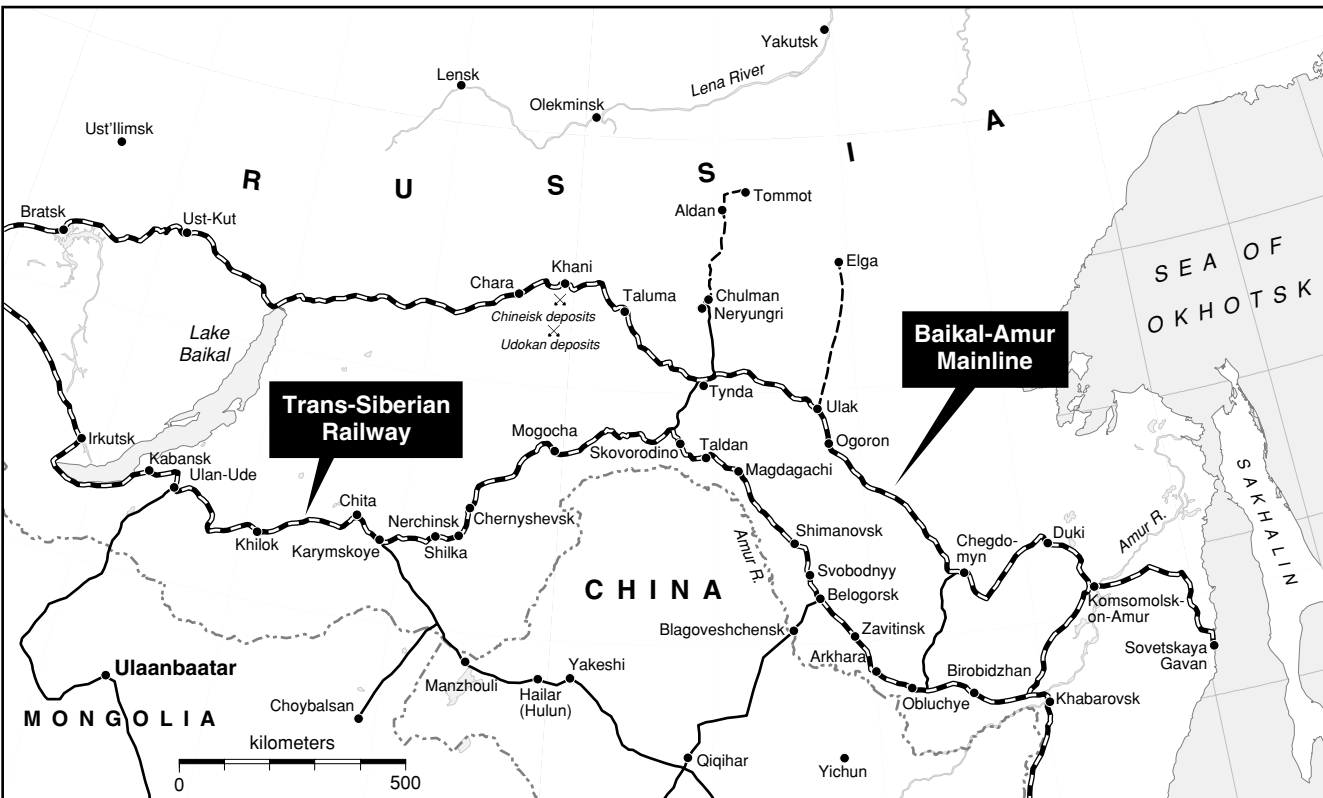 Yakutsk
Lensk
Lena River
Olekminsk
Ust'Ilimsk
R U S S I A
Tommot
Aldan
Bratsk
Ust-Kut
SEA OF
OKHOTSK
Elga
Khani
Chara
Taluma
Chulman
Neryungri
Chineisk deposits
Udokan deposits
Lake
Baikal
Baikal-Amur
Mainline
Tynda
Trans-Siberian
Railway
Ulak
Ogoron
Irkutsk
Mogocha
Skovorodino
Taldan
Magdagachi
Kabansk
Ulan-Ude
SAKHALIN
Chita
Nerchinsk
Chernyshevsk
Khilok
Karymskoye
Shilka
Amur R.
Shimanovsk
Chegdo-
myn
Duki
Amur R.
Svobodnyy
CHINA
Belogorsk
Komsomolsk-
on-Amur
Blagoveshchensk
Zavitinsk
Sovetskaya
Gavan
Arkhara
Birobidzhan
Ulaanbaatar
Manzhouli
Yakeshi
Hailar
(Hulun)
Obluchye
Khabarovsk
Choybalsan
MONGOLIA
kilometers
0
500
Qiqihar
Yichun